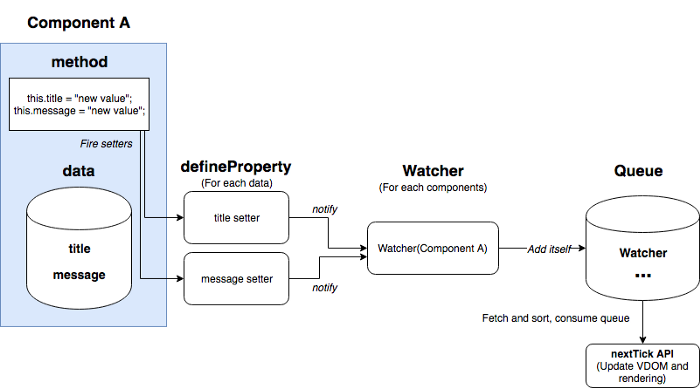 Component A
method
this.title = "new value";
this.message = "new value";
Fire setters
data
title
message
defineProperty
(For each data)
title setter
message setter
notify
notify
Watcher
(For each components)
Watcher(Component A)
Add itself
Queue
Watcher
...
Fetch and sort, consume queue
nextTick API
(Update VDOM and
rendering)